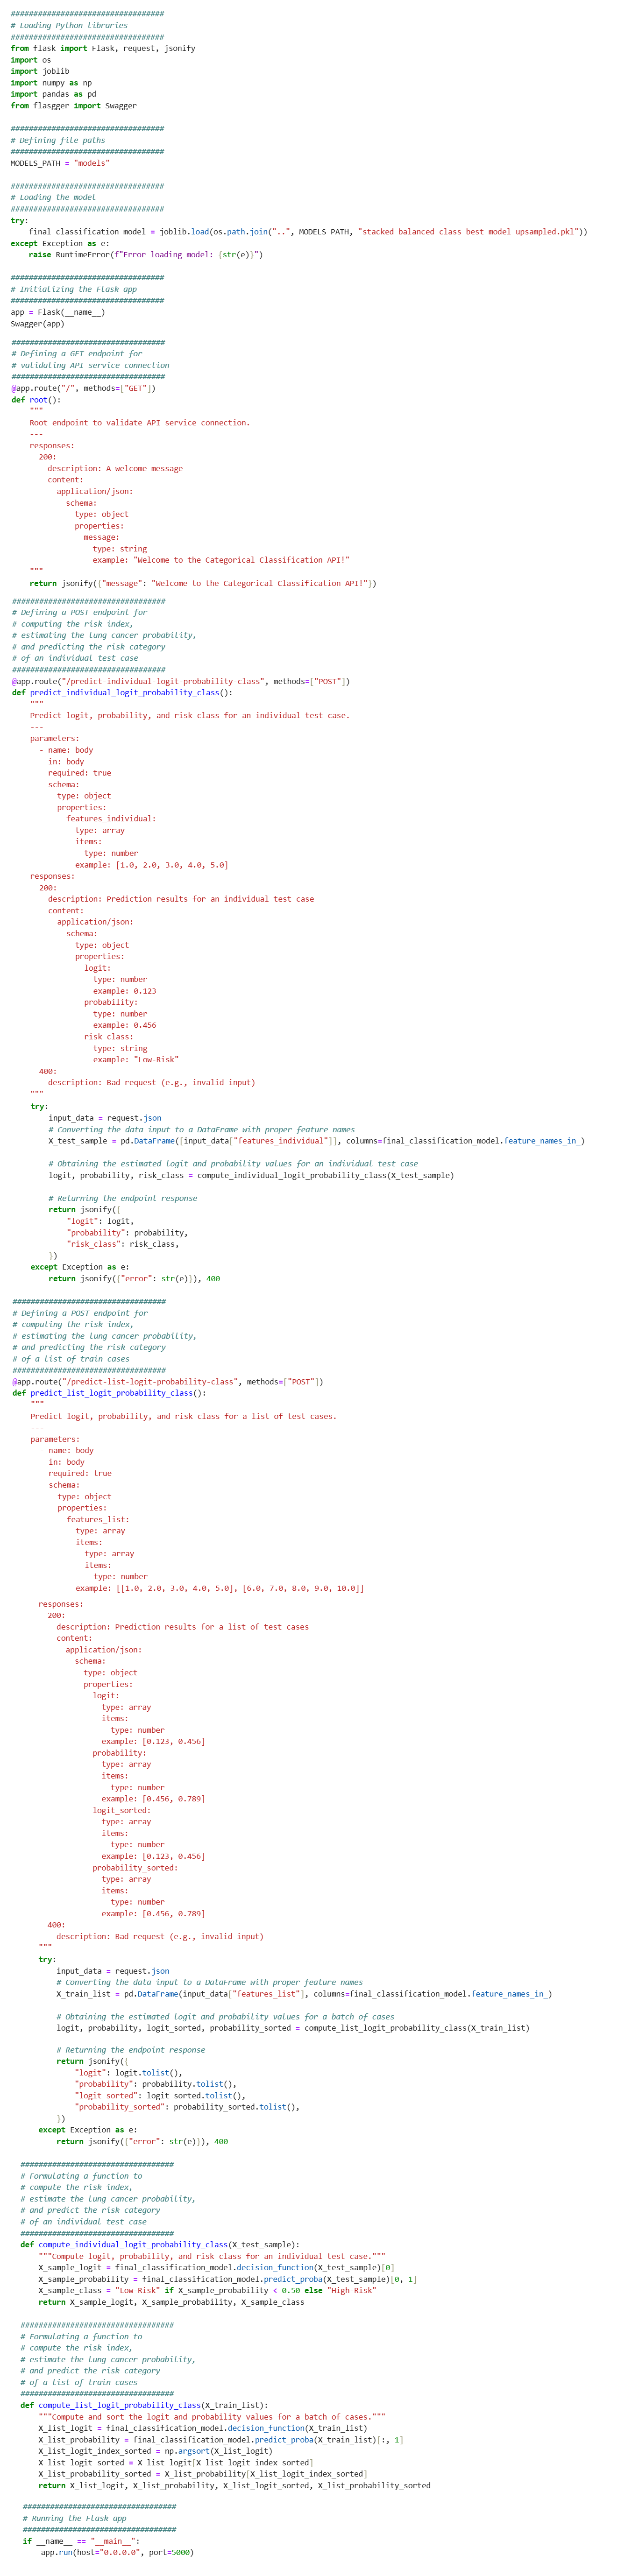 ##################################
# Loading Python libraries
##################################
from flask import Flask, request, jsonify
import os
import joblib
import numpy as np
import pandas as pd
from flasgger import Swagger

##################################
# Defining file paths
##################################
MODELS_PATH = "models"

##################################
# Loading the model
##################################
try:
    final_classification_model = joblib.load(os.path.join("..", MODELS_PATH, "stacked_balanced_class_best_model_upsampled.pkl"))
except Exception as e:
    raise RuntimeError(f"Error loading model: {str(e)}")

##################################
# Initializing the Flask app
##################################
app = Flask(__name__)
Swagger(app)

##################################
# Defining a GET endpoint for
# validating API service connection
##################################
@app.route("/", methods=["GET"])
def root():
    """
    Root endpoint to validate API service connection.
    ---
    responses:
      200:
        description: A welcome message
        content:
          application/json:
            schema:
              type: object
              properties:
                message:
                  type: string
                  example: "Welcome to the Categorical Classification API!"
    """
    return jsonify({"message": "Welcome to the Categorical Classification API!"})

##################################
# Defining a POST endpoint for
# computing the risk index,
# estimating the lung cancer probability,
# and predicting the risk category
# of an individual test case
##################################
@app.route("/predict-individual-logit-probability-class", methods=["POST"])
def predict_individual_logit_probability_class():
    """
    Predict logit, probability, and risk class for an individual test case.
    ---
    parameters:
      - name: body
        in: body
        required: true
        schema:
          type: object
          properties:
            features_individual:
              type: array
              items:
                type: number
              example: [1.0, 2.0, 3.0, 4.0, 5.0]
    responses:
      200:
        description: Prediction results for an individual test case
        content:
          application/json:
            schema:
              type: object
              properties:
                logit:
                  type: number
                  example: 0.123
                probability:
                  type: number
                  example: 0.456
                risk_class:
                  type: string
                  example: "Low-Risk"
      400:
        description: Bad request (e.g., invalid input)
    """
    try:
        input_data = request.json
        # Converting the data input to a DataFrame with proper feature names
        X_test_sample = pd.DataFrame([input_data["features_individual"]], columns=final_classification_model.feature_names_in_)

        # Obtaining the estimated logit and probability values for an individual test case
        logit, probability, risk_class = compute_individual_logit_probability_class(X_test_sample)

        # Returning the endpoint response
        return jsonify({
            "logit": logit,
            "probability": probability,
            "risk_class": risk_class,
        })
    except Exception as e:
        return jsonify({"error": str(e)}), 400

##################################
# Defining a POST endpoint for
# computing the risk index,
# estimating the lung cancer probability,
# and predicting the risk category
# of a list of train cases
##################################
@app.route("/predict-list-logit-probability-class", methods=["POST"])
def predict_list_logit_probability_class():
    """
    Predict logit, probability, and risk class for a list of test cases.
    ---
    parameters:
      - name: body
        in: body
        required: true
        schema:
          type: object
          properties:
            features_list:
              type: array
              items:
                type: array
                items:
                  type: number
              example: [[1.0, 2.0, 3.0, 4.0, 5.0], [6.0, 7.0, 8.0, 9.0, 10.0]]
    responses:
      200:
        description: Prediction results for a list of test cases
        content:
          application/json:
            schema:
              type: object
              properties:
                logit:
                  type: array
                  items:
                    type: number
                  example: [0.123, 0.456]
                probability:
                  type: array
                  items:
                    type: number
                  example: [0.456, 0.789]
                logit_sorted:
                  type: array
                  items:
                    type: number
                  example: [0.123, 0.456]
                probability_sorted:
                  type: array
                  items:
                    type: number
                  example: [0.456, 0.789]
      400:
        description: Bad request (e.g., invalid input)
    """
    try:
        input_data = request.json
        # Converting the data input to a DataFrame with proper feature names
        X_train_list = pd.DataFrame(input_data["features_list"], columns=final_classification_model.feature_names_in_)

        # Obtaining the estimated logit and probability values for a batch of cases
        logit, probability, logit_sorted, probability_sorted = compute_list_logit_probability_class(X_train_list)

        # Returning the endpoint response
        return jsonify({
            "logit": logit.tolist(),
            "probability": probability.tolist(),
            "logit_sorted": logit_sorted.tolist(),
            "probability_sorted": probability_sorted.tolist(),
        })
    except Exception as e:
        return jsonify({"error": str(e)}), 400

##################################
# Formulating a function to
# compute the risk index,
# estimate the lung cancer probability,
# and predict the risk category
# of an individual test case
##################################
def compute_individual_logit_probability_class(X_test_sample):
    """Compute logit, probability, and risk class for an individual test case."""
    X_sample_logit = final_classification_model.decision_function(X_test_sample)[0]
    X_sample_probability = final_classification_model.predict_proba(X_test_sample)[0, 1]
    X_sample_class = "Low-Risk" if X_sample_probability < 0.50 else "High-Risk"
    return X_sample_logit, X_sample_probability, X_sample_class

##################################
# Formulating a function to
# compute the risk index,
# estimate the lung cancer probability,
# and predict the risk category
# of a list of train cases
##################################
def compute_list_logit_probability_class(X_train_list):
    """Compute and sort the logit and probability values for a batch of cases."""
    X_list_logit = final_classification_model.decision_function(X_train_list)
    X_list_probability = final_classification_model.predict_proba(X_train_list)[:, 1]
    X_list_logit_index_sorted = np.argsort(X_list_logit)
    X_list_logit_sorted = X_list_logit[X_list_logit_index_sorted]
    X_list_probability_sorted = X_list_probability[X_list_logit_index_sorted]
    return X_list_logit, X_list_probability, X_list_logit_sorted, X_list_probability_sorted

##################################
# Running the Flask app
##################################
if __name__ == "__main__":
    app.run(host="0.0.0.0", port=5000)